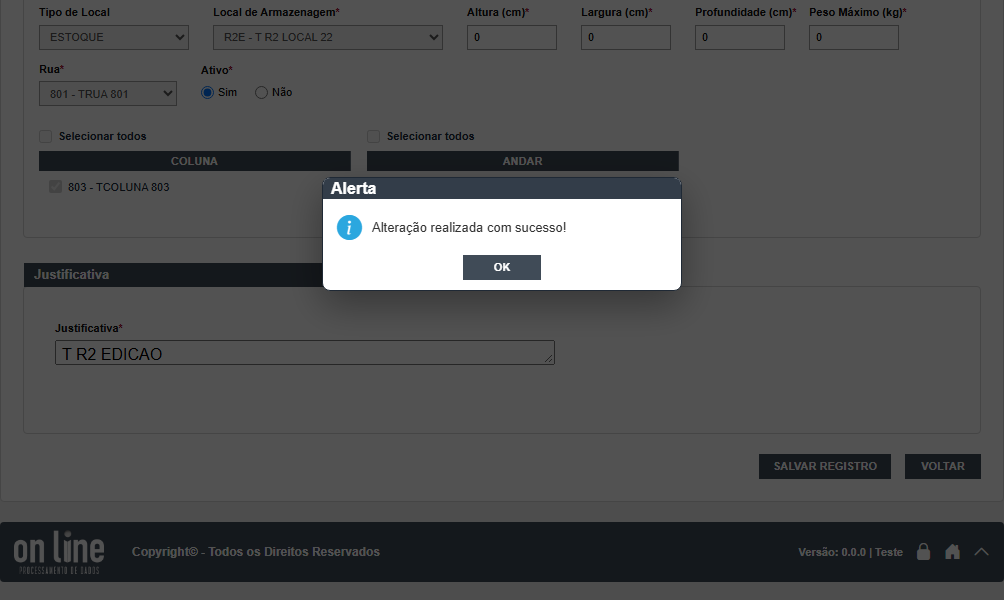 Tipo de Local
Local de Armazenagem*
Altura (cm)*
Largura (cm)*
Profundidade (cm)*
Peso Máximo (kg)*
ESTOQUE
R2E - T R2 LOCAL 22
0
0
0
0
Rua*
Ativo*
801 - TRUA 801
Sim
Não
Selecionar todos
Selecionar todos
COLUNA
ANDAR
803 - TCOLUNA 803
Alerta
i
Alteração realizada com sucesso!
OK
Justificativa
Justificativa*
T R2 EDICAO
SALVAR REGISTRO
VOLTAR
on line
PROCESSAMENTO DE DADOS
Copyright© - Todos os Direitos Reservados
Versão: 0.0.0 | Teste